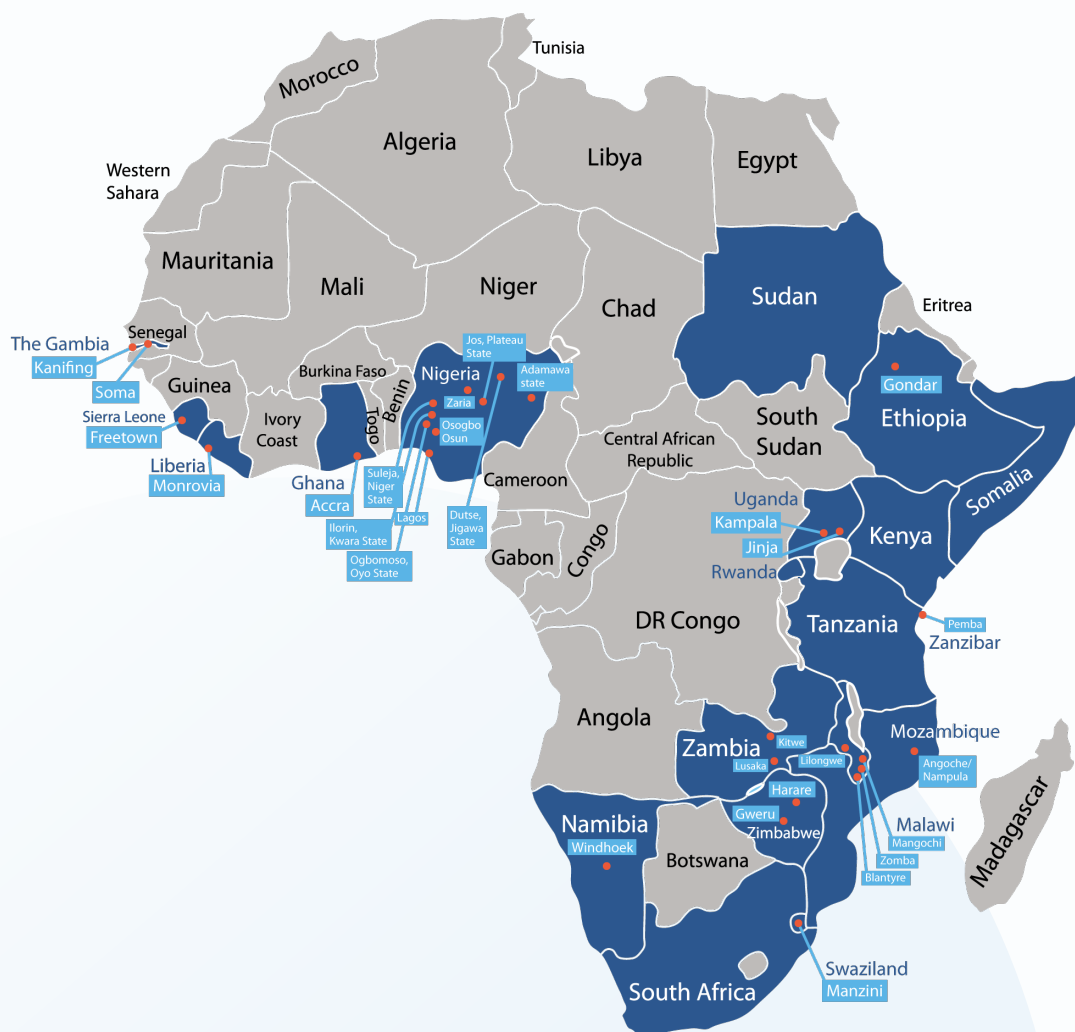 Tunisia
Morocco
Algeria
Libya
Egypt
Western
Sahara
Mauritania
Mali
Niger
Chad
Sudan
Eritrea
Senegal
The Gambia
Kanifing
Soma
Guinea
Burkina Faso
Benin
Togo
Ivory
Coast
Sierra Leone
Freetown
Liberia
Monrovia
Ghana
Accra
Nigeria
Jos, Plateau
State
Adamawa
state
Zaria
Osogbo
Osun
Suleja,
Niger
State
Ilorin,
Kwara State
Lagos
Ogbomoso,
Oyo State
Dutse,
Jigawa
State
Cameroon
Central African
Republic
South
Sudan
Gondar
Ethiopia
Somalia
Uganda
Kampala
Jinja
Kenya
Rwanda
Gabon
Congo
DR Congo
Tanzania
Pemba
Zanzibar
Angola
Zambia
Kitwe
Lusaka
Lilongwe
Mozambique
Angoche/
Nampula
Harare
Gweru
Zimbabwe
Malawi
Mangochi
Zomba
Blantyre
Namibia
Windhoek
Botswana
Madagascar
Swaziland
Manzini
South Africa